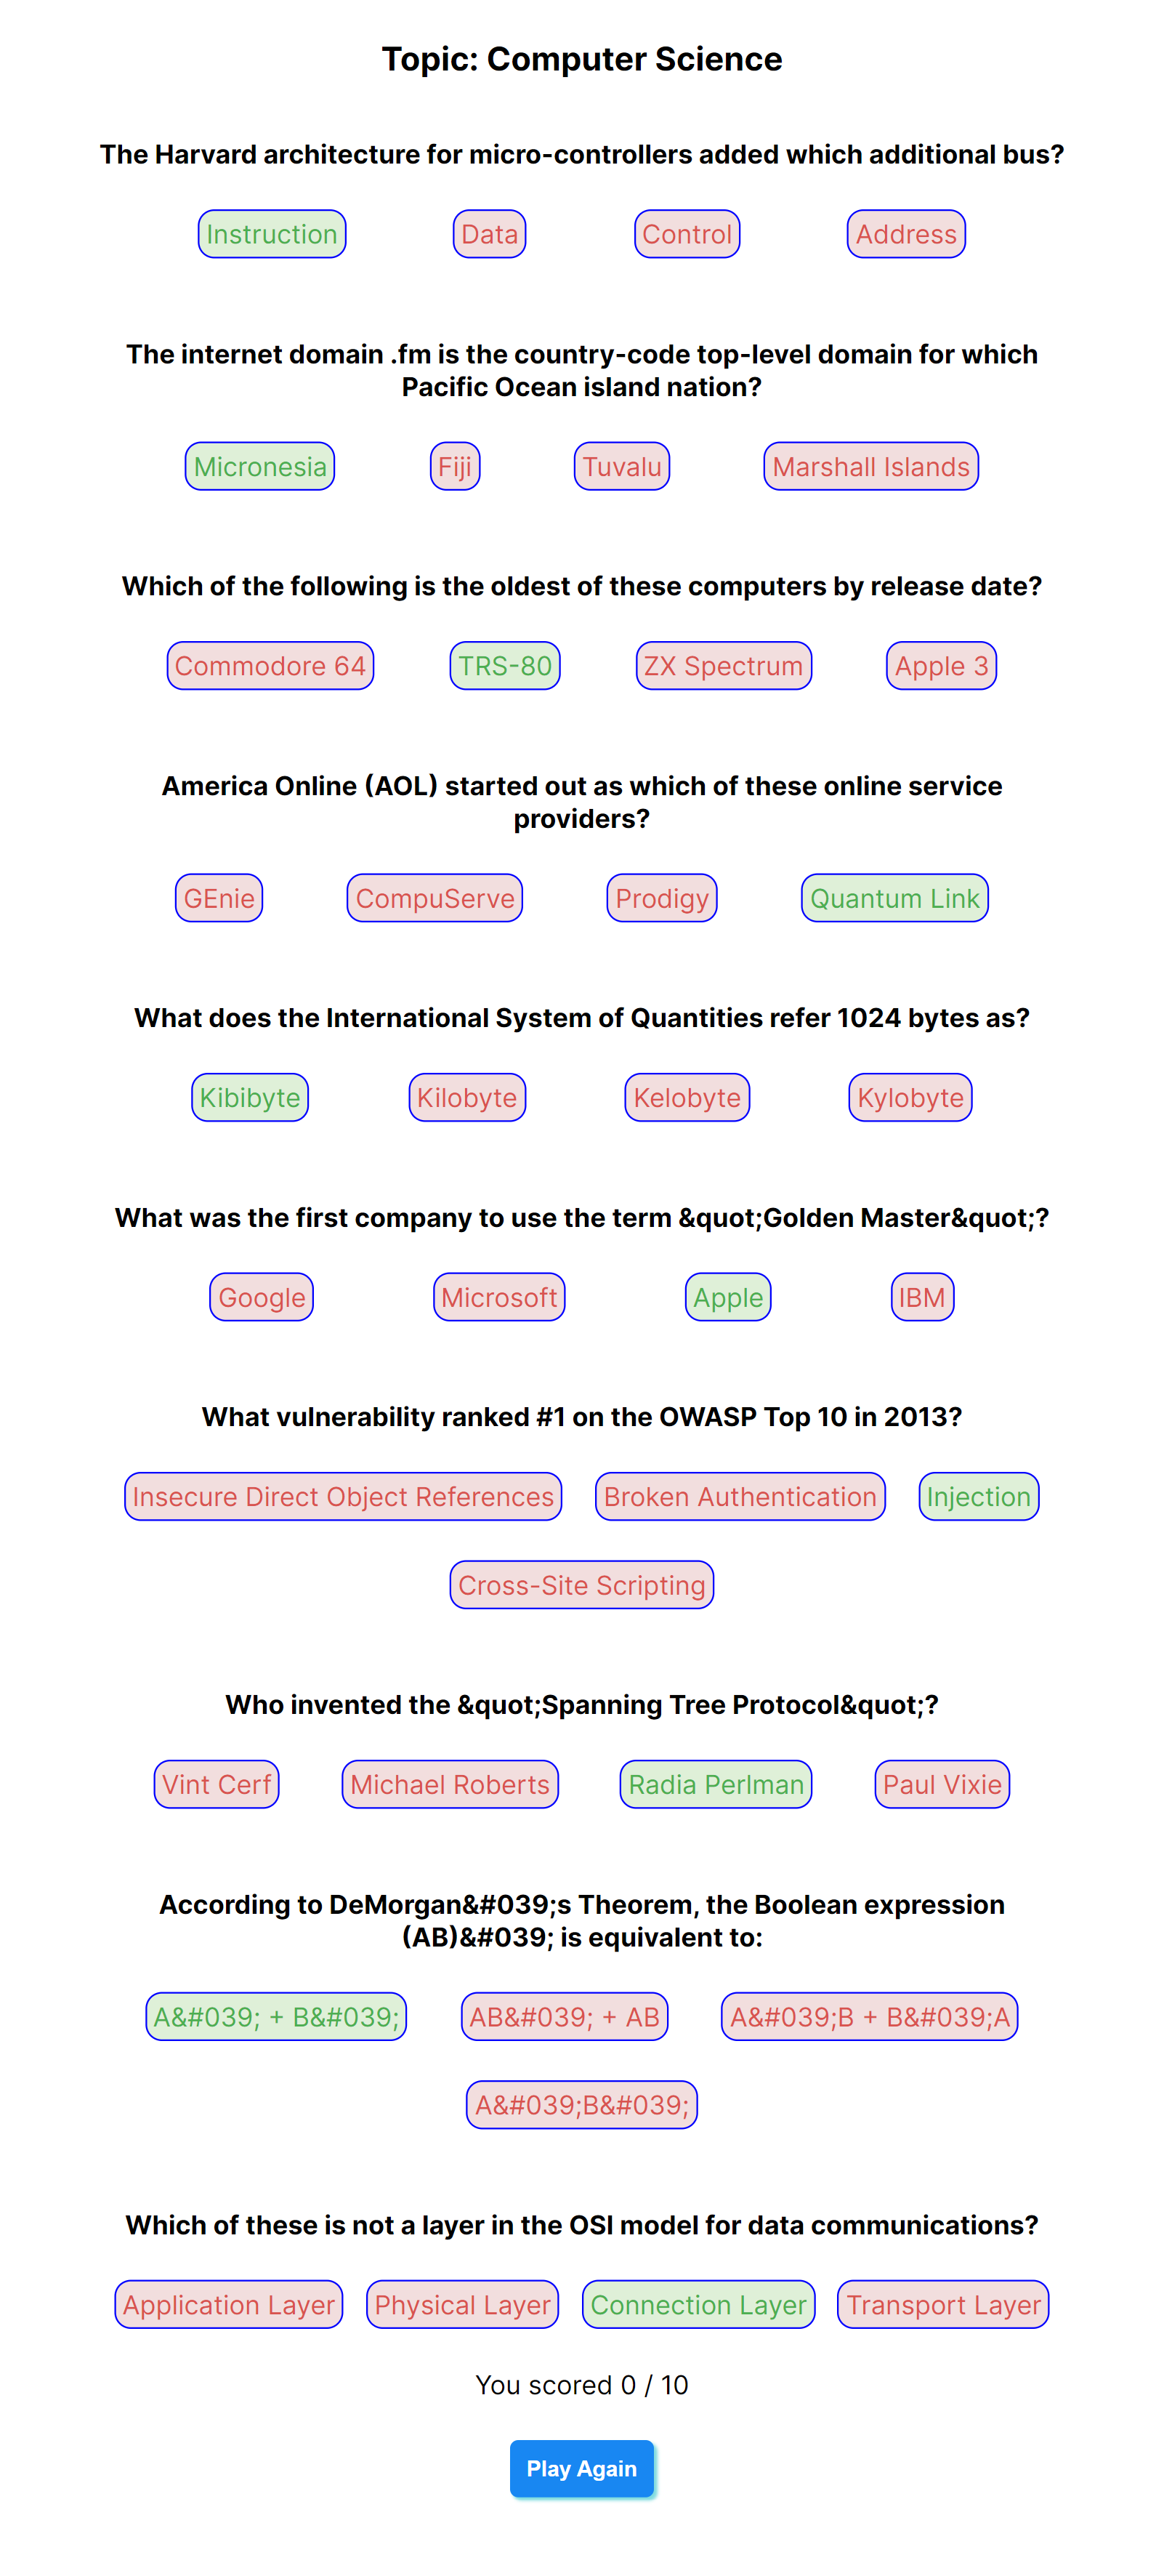 Topic: Computer Science
The Harvard architecture for micro-controllers added which additional bus?
Instruction Data Control Address
The internet domain .fm is the country-code top-level domain for which
Pacific Ocean island nation?
Micronesia Fiji Tuvalu Marshall Islands
Which of the following is the oldest of these computers by release date?
Commodore 64 TRS-80 ZX Spectrum Apple 3
America Online (AOL) started out as which of these online service
providers?
GEnie CompuServe Prodigy Quantum Link
What does the International System of Quantities refer 1024 bytes as?
Kibibyte Kilobyte Kelobyte Kylobyte
What was the first company to use the term &quot;Golden Master&quot;?
Google Microsoft Apple IBM
What vulnerability ranked #1 on the OWASP Top 10 in 2013?
Insecure Direct Object References Broken Authentication Injection
Cross-Site Scripting
Who invented the &quot;Spanning Tree Protocol&quot;?
Vint Cerf Michael Roberts Radia Perlman Paul Vixie
According to DeMorgan&#039;s Theorem, the Boolean expression
(AB)&#039; is equivalent to:
A&#039; + B&#039; AB&#039; + AB A&#039;B + B&#039;A
A&#039;B&#039;
Which of these is not a layer in the OSI model for data communications?
Application Layer Physical Layer Connection Layer Transport Layer
You scored 0 / 10
Play Again